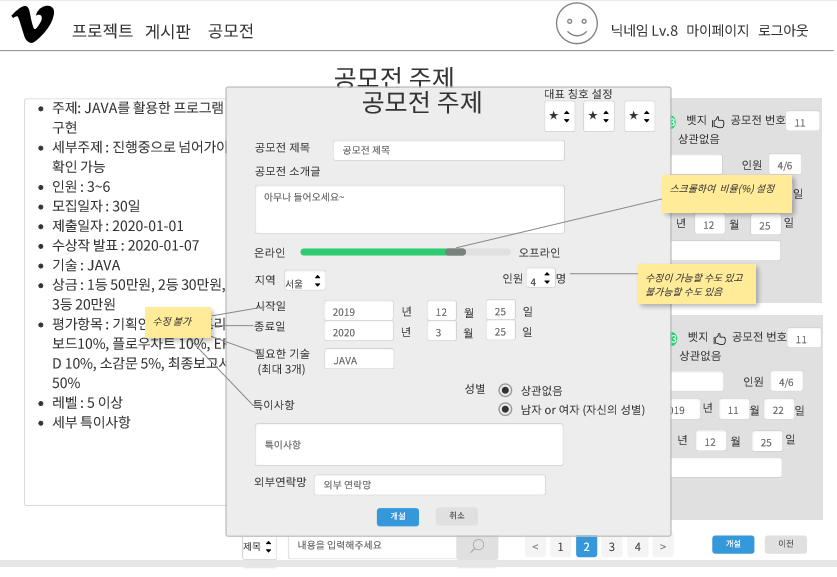 프로젝트 게시판 공모전
닉네임 Lv.8 마이페이지 로그아웃
공모전 주제
주제: JAVA를 활용한 프로그램
구현
세부주제 : 진행중으로 넘어가야
확인 가능
인원 : 3~6
모집일자 : 30일
제출일자 : 2020-01-01
수상작 발표 : 2020-01-07
기술 : JAVA
상금 : 1등 50만원, 2등 30만원,
3등 20만원
평가항목 : 기획안
보드10%, 플로우차트 10%,
D 10%, 소감문 5%, 최종보고서
50%
레벨 : 5 이상
세부 특이사항
공모전 주제
대표 칭호 설정
★ ★ ★
공모전 제목 공모전 제목
공모전 소개글
아무나 들어오세요~
온라인 오프라인
지역 서울 인원 4 명
시작일 2019 년 12 월 25 일
종료일 2020 년 3 월 25 일
필요한 기술 JAVA
(최대 3개)
성별 상관없음
남자 or 여자 (자신의 성별)
특이사항
특이사항
외부연락망 외부 연락망
개설 취소
수정 불가
스크롤하여 비율(%) 설정
수정이 가능할 수도 있고
불가능할 수도 있음
뱃지 공모전 번호 11
상관없음
인원 4/6
일
년 12 월 25 일
뱃지 공모전 번호 11
상관없음
인원 4/6
019 년 11 월 22 일
년 12 월 25 일
제목 내용을 입력해주세요
< 1 2 3 4 >
개설 이전